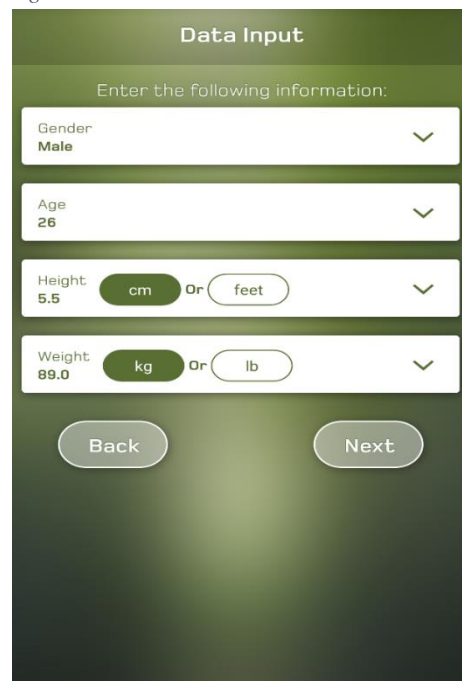 Data Input
Enter the following information:
Gender
Male
Age
26
Height
5.5 cm Or feet
Weight
89.0 kg Or lb
Back Next